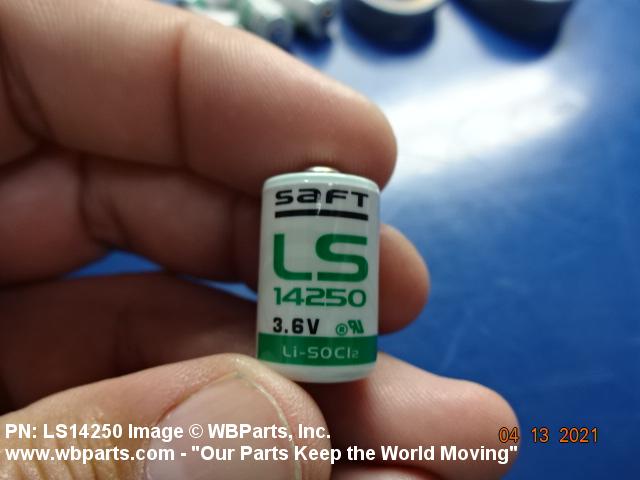 SAFT
LS
14250
3.6V ®
Li-SOCl2
04 13 2021
PN: LS14250 Image © WBParts, Inc.
www.wbparts.com - "Our Parts Keep the World Moving"